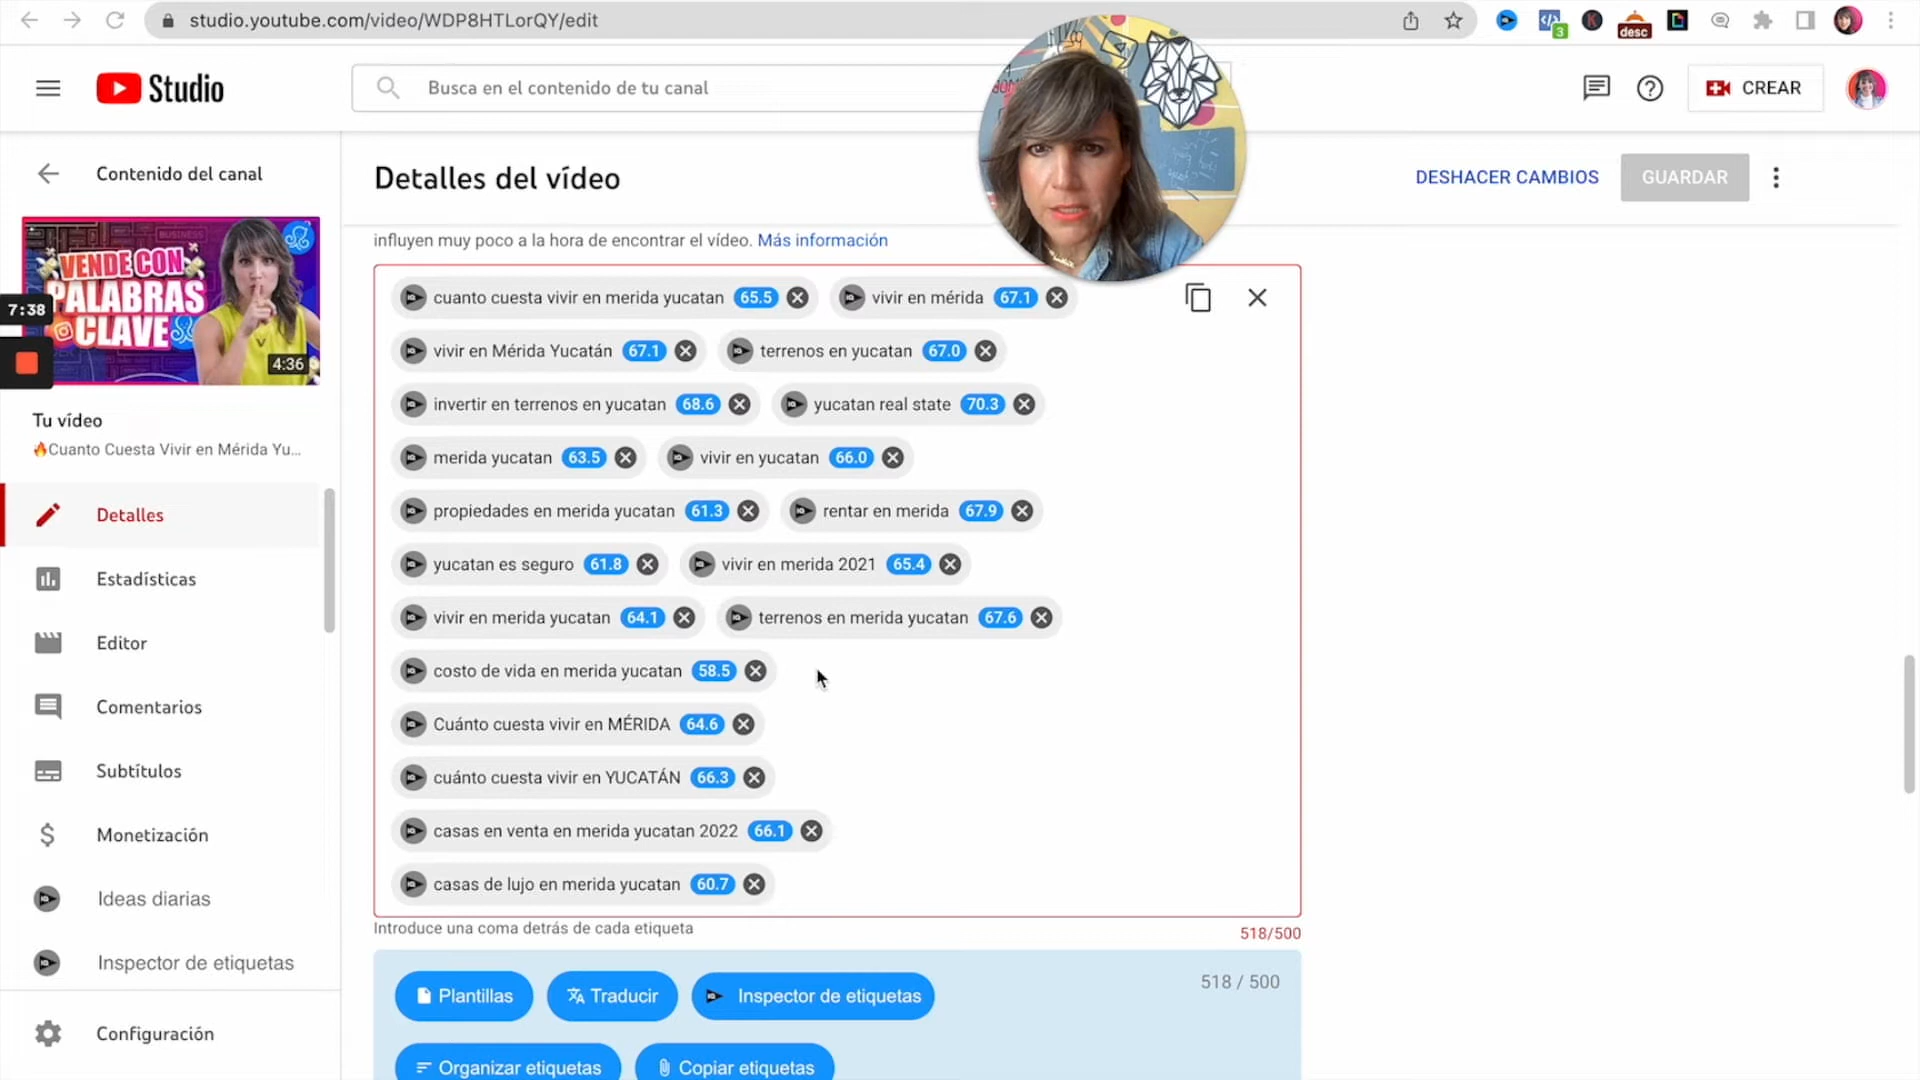 studio.youtube.com/video/WDP8HTLorQY/edit
3
desc
Studio
Busca en el contenido de tu canal
CREAR
Contenido del canal
Detalles del vídeo
DESHACER CAMBIOS
GUARDAR
influyen muy poco a la hora de encontrar el vídeo. Más información
BUSINESS
VENDE CON
PALABRAS
CLAVE
4:36
7:38
Tu vídeo
🔥Cuanto Cuesta Vivir en Mérida Yu...
Detalles
Estadísticas
Editor
Comentarios
Subtítulos
Monetización
Ideas diarias
Inspector de etiquetas
Configuración
cuanto cuesta vivir en merida yucatan 65.5 vivir en mérida 67.1
vivir en Mérida Yucatán 67.1 terrenos en yucatan 67.0
invertir en terrenos en yucatan 68.6 yucatan real state 70.3
merida yucatan 63.5 vivir en yucatan 66.0
propiedades en merida yucatan 61.3 rentar en merida 67.9
yucatan es seguro 61.8 vivir en merida 2021 65.4
vivir en merida yucatan 64.1 terrenos en merida yucatan 67.6
costo de vida en merida yucatan 58.5
Cuánto cuesta vivir en MÉRIDA 64.6
cuánto cuesta vivir en YUCATÁN 66.3
casas en venta en merida yucatan 2022 66.1
casas de lujo en merida yucatan 60.7
Introduce una coma detrás de cada etiqueta
518/500
Plantillas Traducir Inspector de etiquetas
518 / 500
Organizar etiquetas Copiar etiquetas